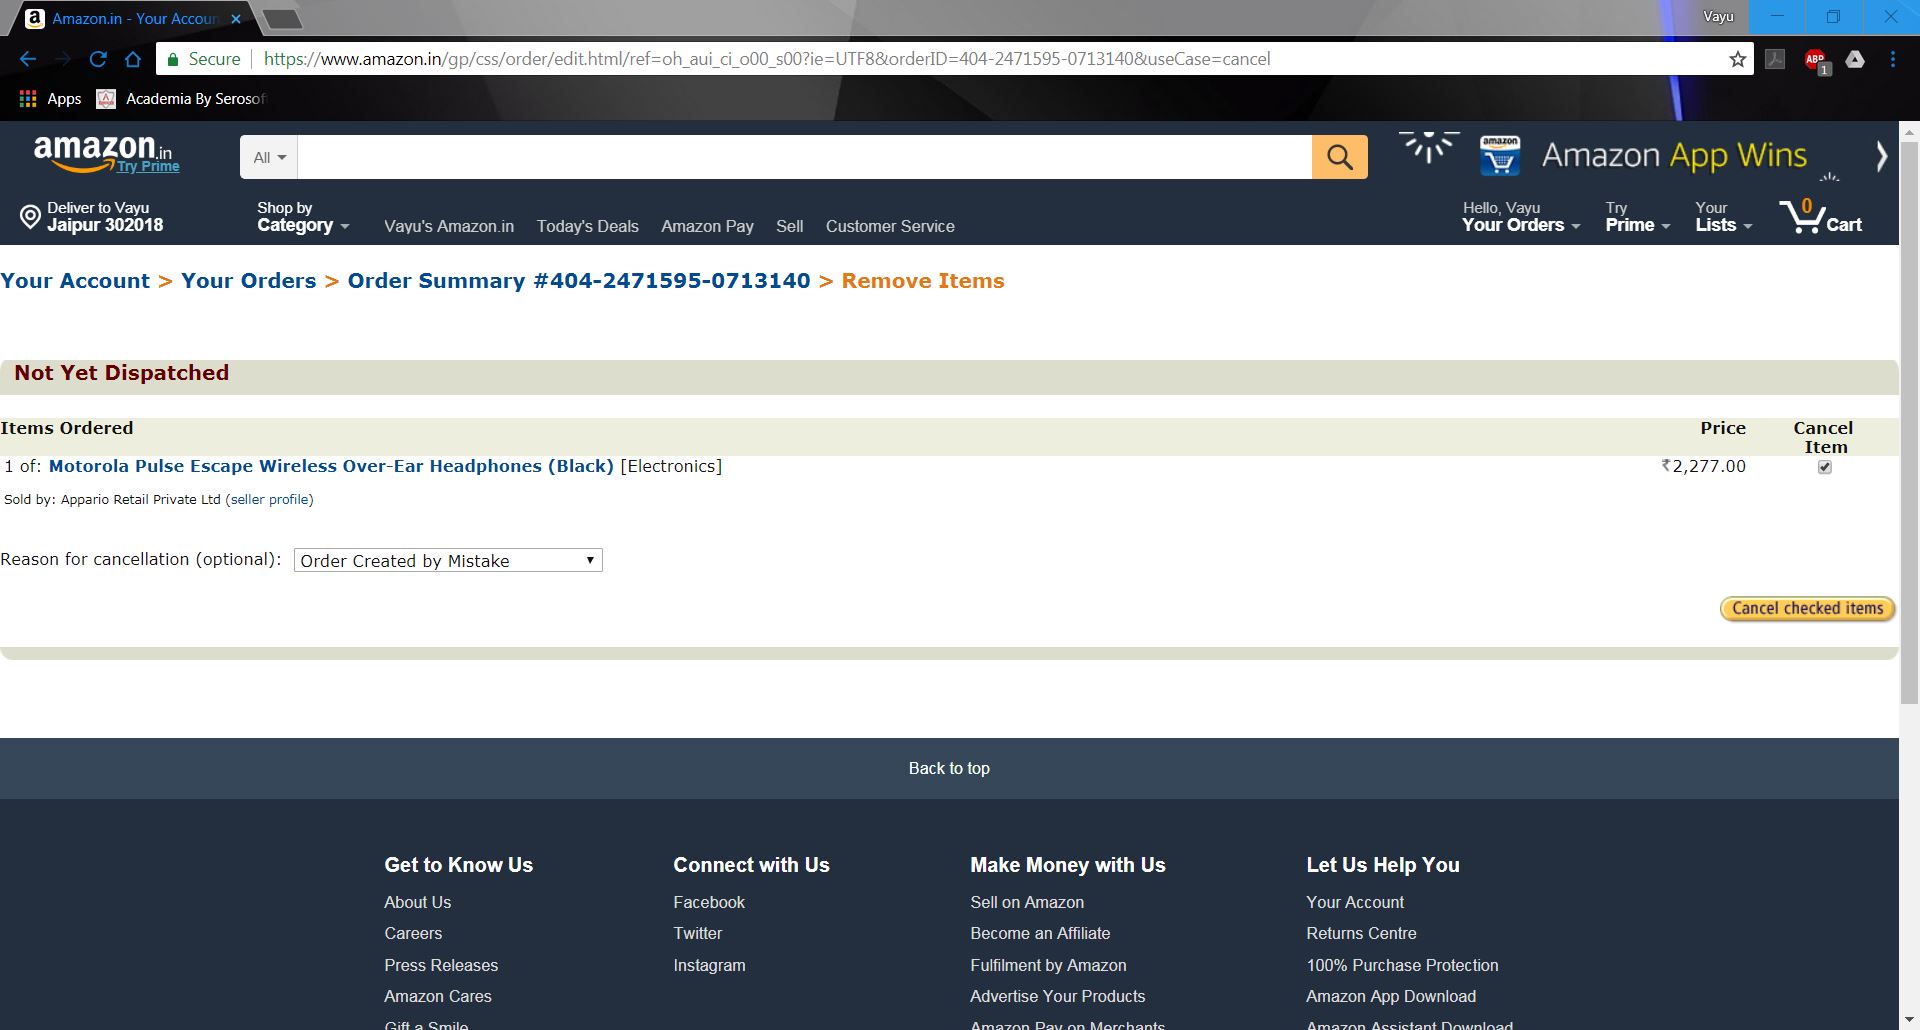 Amazon.in - Your Accoun
Vayu
Secure https://www.amazon.in/gp/css/order/edit.html/ref=oh_aui_ci_o00_s00?ie=UTF8&orderID=404-2471595-0713140&useCase=cancel
ABP
1
Apps Academia By Serosof
amazon.in
Try Prime
All
amazon
Amazon App Wins
Deliver to Vayu
Jaipur 302018
Shop by
Category
Vayu's Amazon.in Today's Deals Amazon Pay Sell Customer Service
Hello, Vayu
Your Orders
Try
Prime
Your
Lists
0
Cart
Your Account > Your Orders > Order Summary #404-2471595-0713140 > Remove Items
Not Yet Dispatched
Items Ordered Price Cancel
Item
1 of: Motorola Pulse Escape Wireless Over-Ear Headphones (Black) [Electronics] ₹2,277.00
Sold by: Appario Retail Private Ltd (seller profile)
Reason for cancellation (optional): Order Created by Mistake
Cancel checked items
Back to top
Get to Know Us
About Us
Careers
Press Releases
Amazon Cares
Gift a Smile
Connect with Us
Facebook
Twitter
Instagram
Make Money with Us
Sell on Amazon
Become an Affiliate
Fulfilment by Amazon
Advertise Your Products
Amazon Pay on Merchants
Let Us Help You
Your Account
Returns Centre
100% Purchase Protection
Amazon App Download
Amazon Assistant Download